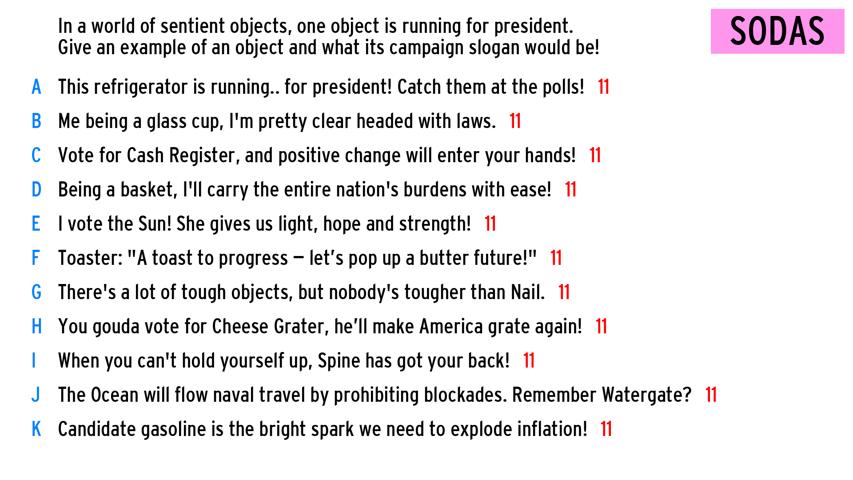 In a world of sentient objects, one object is running for president.
Give an example of an object and what its campaign slogan would be!
SODAS
A This refrigerator is running.. for president! Catch them at the polls! 11
B Me being a glass cup, I'm pretty clear headed with laws. 11
C Vote for Cash Register, and positive change will enter your hands! 11
D Being a basket, I'll carry the entire nation's burdens with ease! 11
E I vote the Sun! She gives us light, hope and strength! 11
F Toaster: "A toast to progress – let’s pop up a butter future!" 11
G There's a lot of tough objects, but nobody's tougher than Nail. 11
H You gouda vote for Cheese Grater, he’ll make America grate again! 11
I When you can't hold yourself up, Spine has got your back! 11
J The Ocean will flow naval travel by prohibiting blockades. Remember Watergate? 11
K Candidate gasoline is the bright spark we need to explode inflation! 11